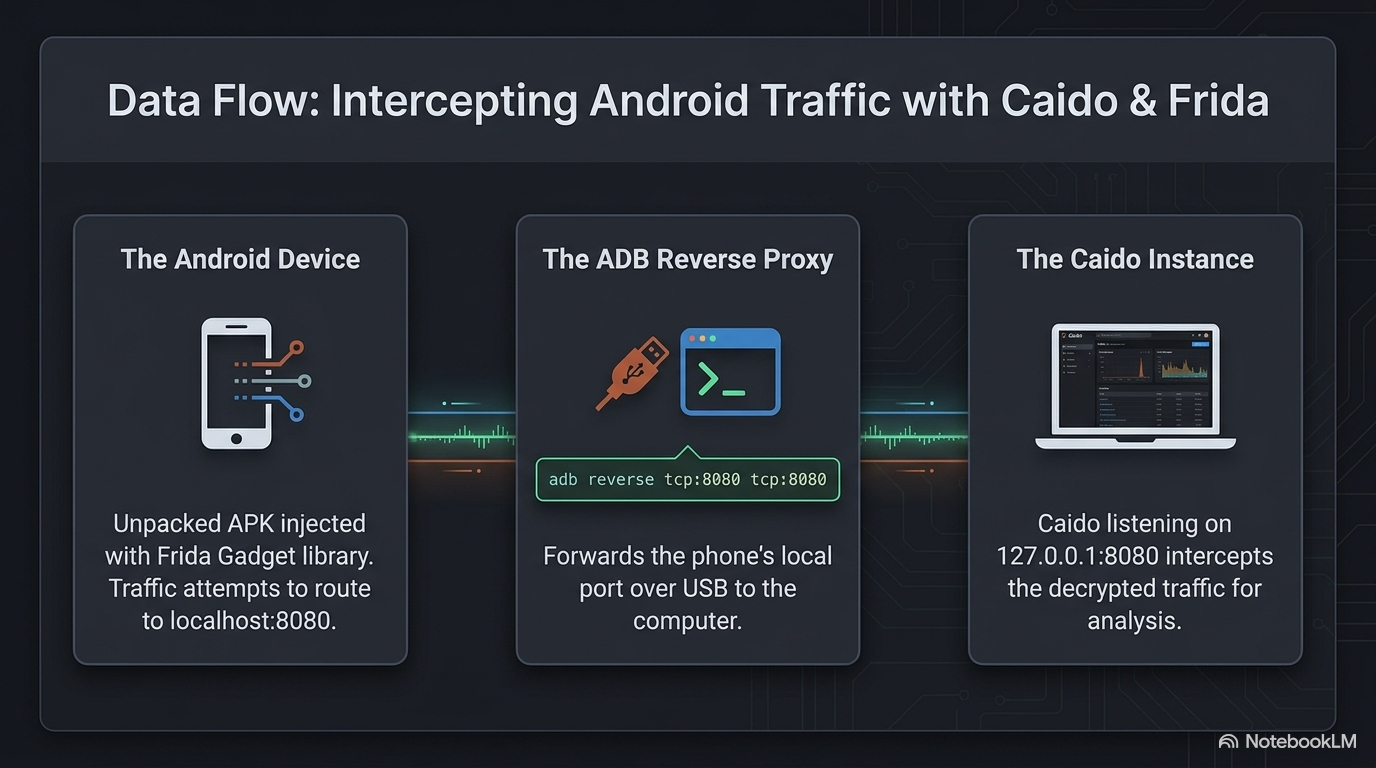 Data Flow: Intercepting Android Traffic with Caido & Frida
The Android Device
Unpacked APK injected
with Frida Gadget library.
Traffic attempts to route
to localhost:8080.
The ADB Reverse Proxy
adb reverse tcp:8080 tcp:8080
Forwards the phone's local
port over USB to the
computer.
The Caido Instance
Caido
Caido listening on
127.0.0.1:8080 intercepts
the decrypted traffic for
analysis.
NotebookLM